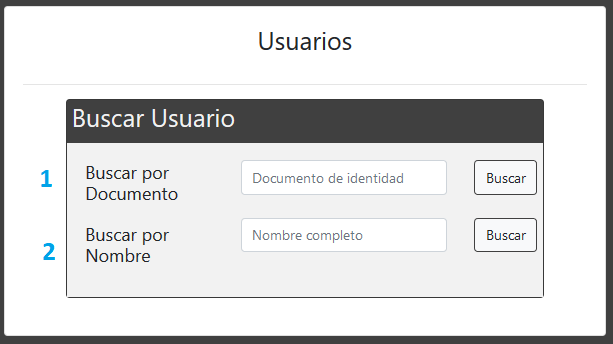 Usuarios
Buscar Usuario
1
Buscar por
Documento
Documento de identidad
Buscar
2
Buscar por
Nombre
Nombre completo
Buscar